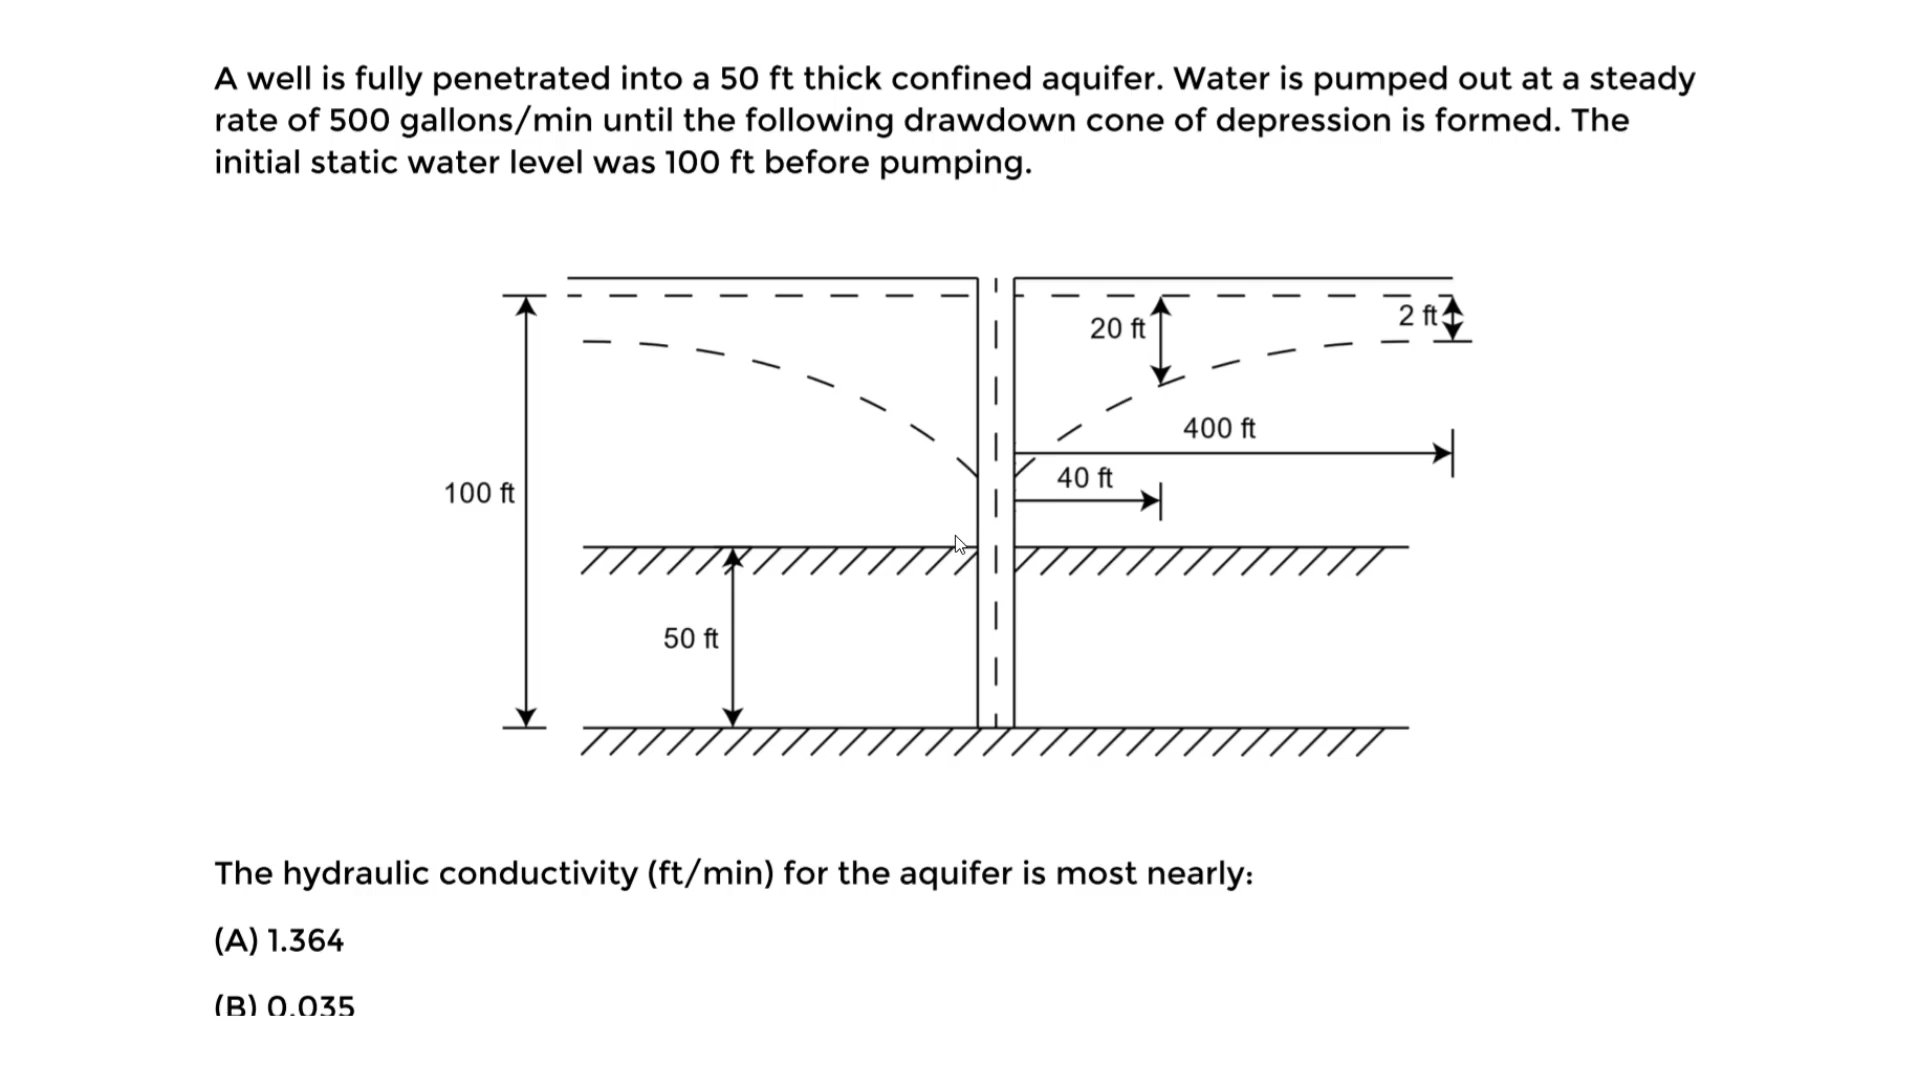 A well is fully penetrated into a 50 ft thick confined aquifer. Water is pumped out at a steady
rate of 500 gallons/min until the following drawdown cone of depression is formed. The
initial static water level was 100 ft before pumping.
2 ft
20 ft
400 ft
40 ft
100 ft
50 ft
The hydraulic conductivity (ft/min) for the aquifer is most nearly:
(A) 1.364
(B) 0.035